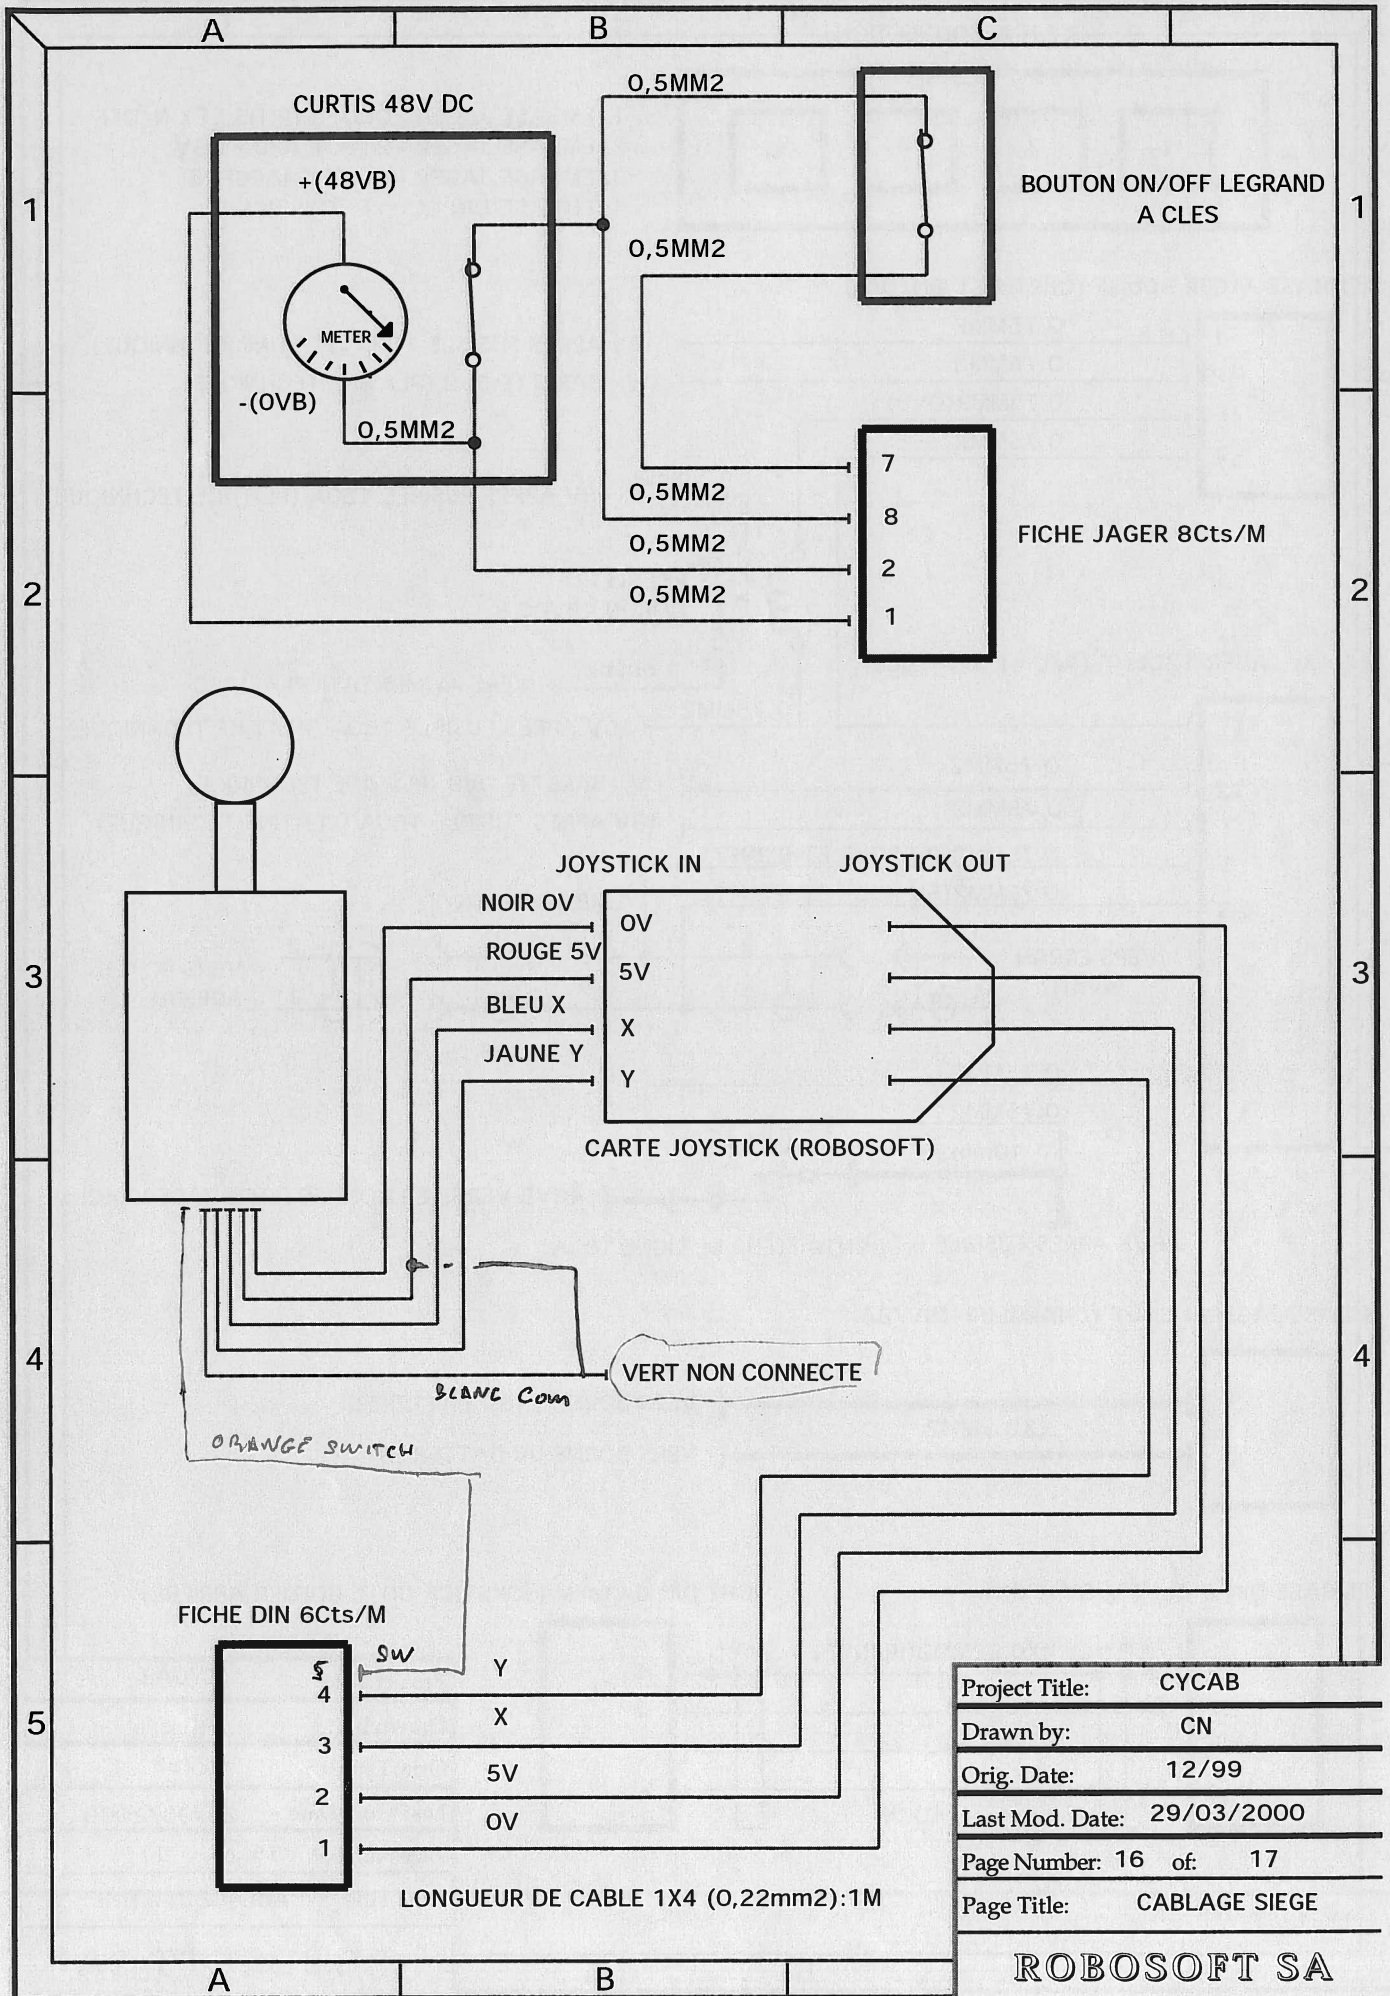 A
B
C
1
1
CURTIS 48V DC
0,5MM2
+(48VB)
BOUTON ON/OFF LEGRAND
A CLES
0,5MM2
METER
-(0VB)
0,5MM2
7
0,5MM2
8
FICHE JAGER 8Cts/M
0,5MM2
2
0,5MM2
1
2
2
JOYSTICK IN
JOYSTICK OUT
NOIR 0V
0V
ROUGE 5V
5V
BLEU X
X
JAUNE Y
Y
3
3
CARTE JOYSTICK (ROBOSOFT)
4
4
VERT NON CONNECTE
BLANC Com
ORANGE SWITCH
FICHE DIN 6Cts/M
5
5 SW
Y
4
X
3
5V
2
0V
1
LONGUEUR DE CABLE 1X4 (0,22mm2):1M
Project Title: CYCAB
Drawn by: CN
Orig. Date: 12/99
Last Mod. Date: 29/03/2000
Page Number: 16 of: 17
Page Title: CABLAGE SIEGE
ROBOSOFT SA
A
B